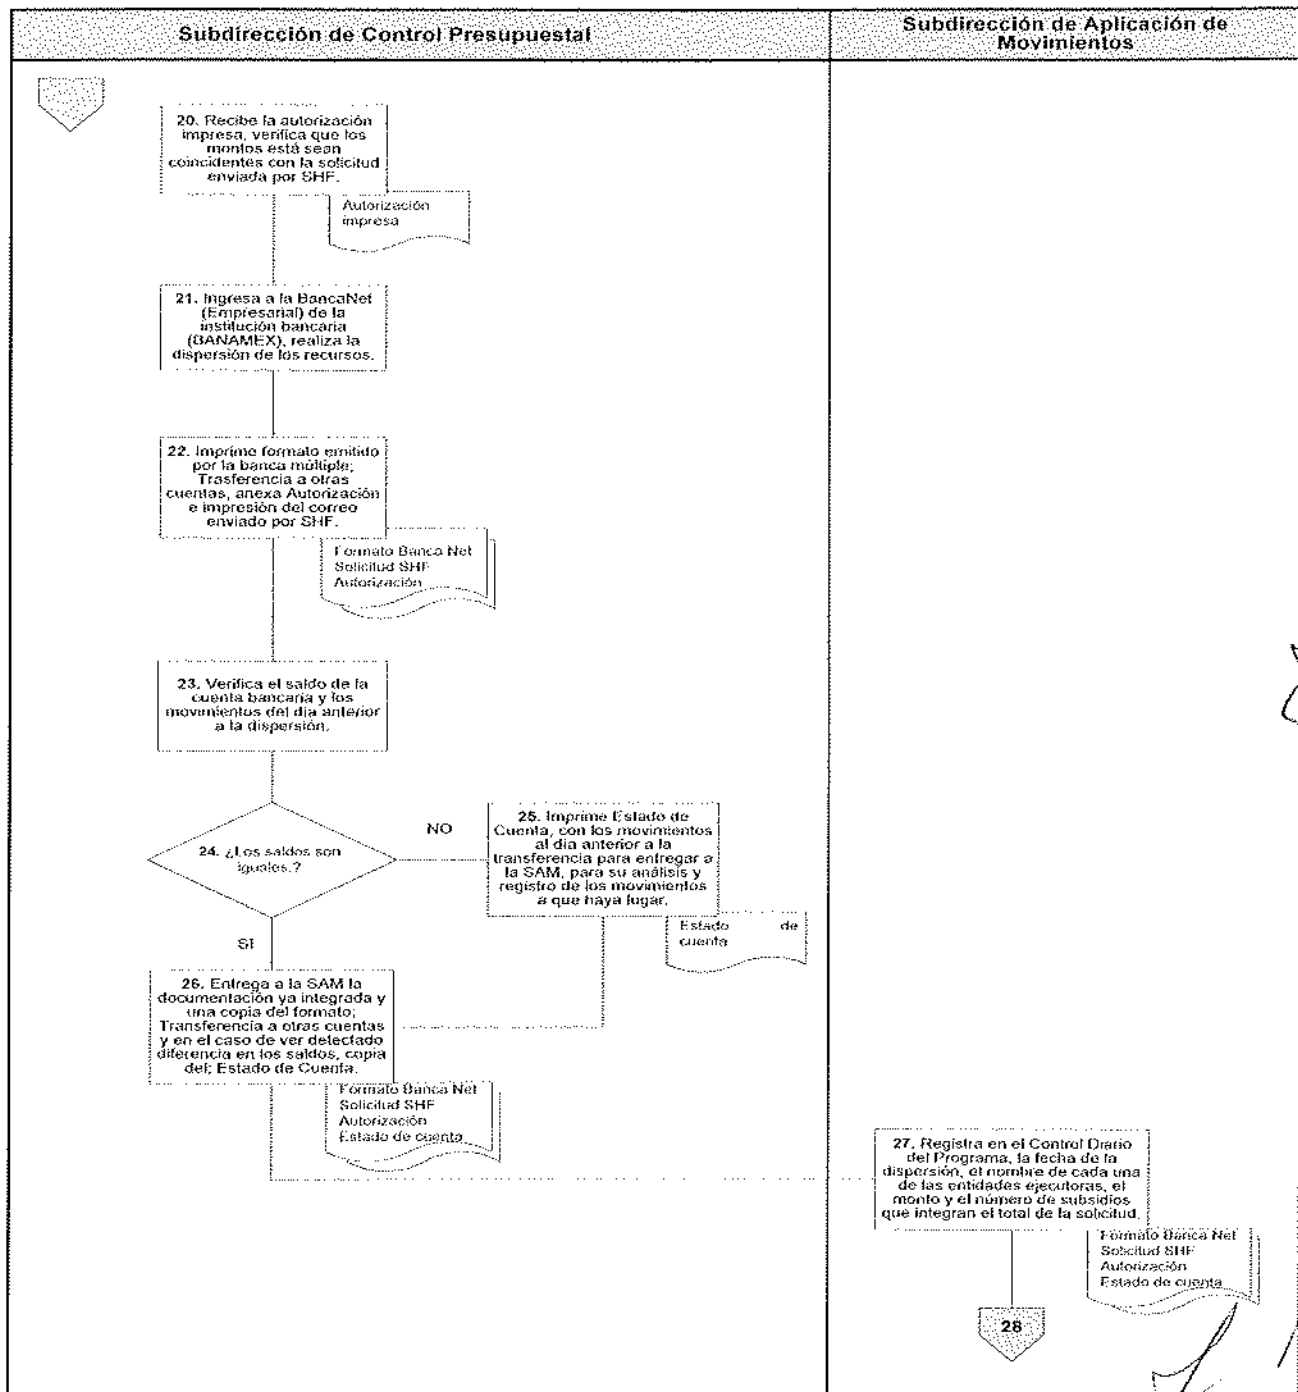 Subdirección de Control Presupuestal
Subdirección de Aplicación de
Movimientos
20. Recibe la autorización
impresa, verifica que los
montos está sean
coincidentes con la solicitud
enviada por SHF.
Autorización
impresa
21. Ingresa a la BancaNet
(Empresarial) de la
institución bancaria
(BANAMEX), realiza la
dispersión de los recursos.
22. Imprime formato emitido
por la banca múltiple;
Trasferencia a otras
cuentas, anexa Autorización
e impresión del correo
enviado por SHF.
Formato Banca Net
Solicitud SHF
Autorización
23. Verifica el saldo de la
cuenta bancaria y los
movimientos del día anterior
a la dispersión.
24. ¿Los saldos son
iguales.?
NO
25. Imprime Estado de
Cuenta, con los movimientos
al día anterior a la
transferencia para entregar a
la SAM, para su análisis y
registro de los movimientos
a que haya lugar.
Estado de
cuenta
SI
26. Entrega a la SAM la
documentación ya integrada y
una copia del formato;
Transferencia a otras cuentas
y en el caso de ver detectado
diferencia en los saldos, copia
del; Estado de Cuenta.
Formato Banca Net
Solicitud SHF
Autorización
Estado de cuenta
27. Registra en el Control Diario
del Programa, la fecha de la
dispersión, el nombre de cada una
de las entidades ejecutoras, el
monto y el número de subsidios
que integran el total de la solicitud.
Formato Banca Net
Solicitud SHF
Autorización
Estado de cuenta
28